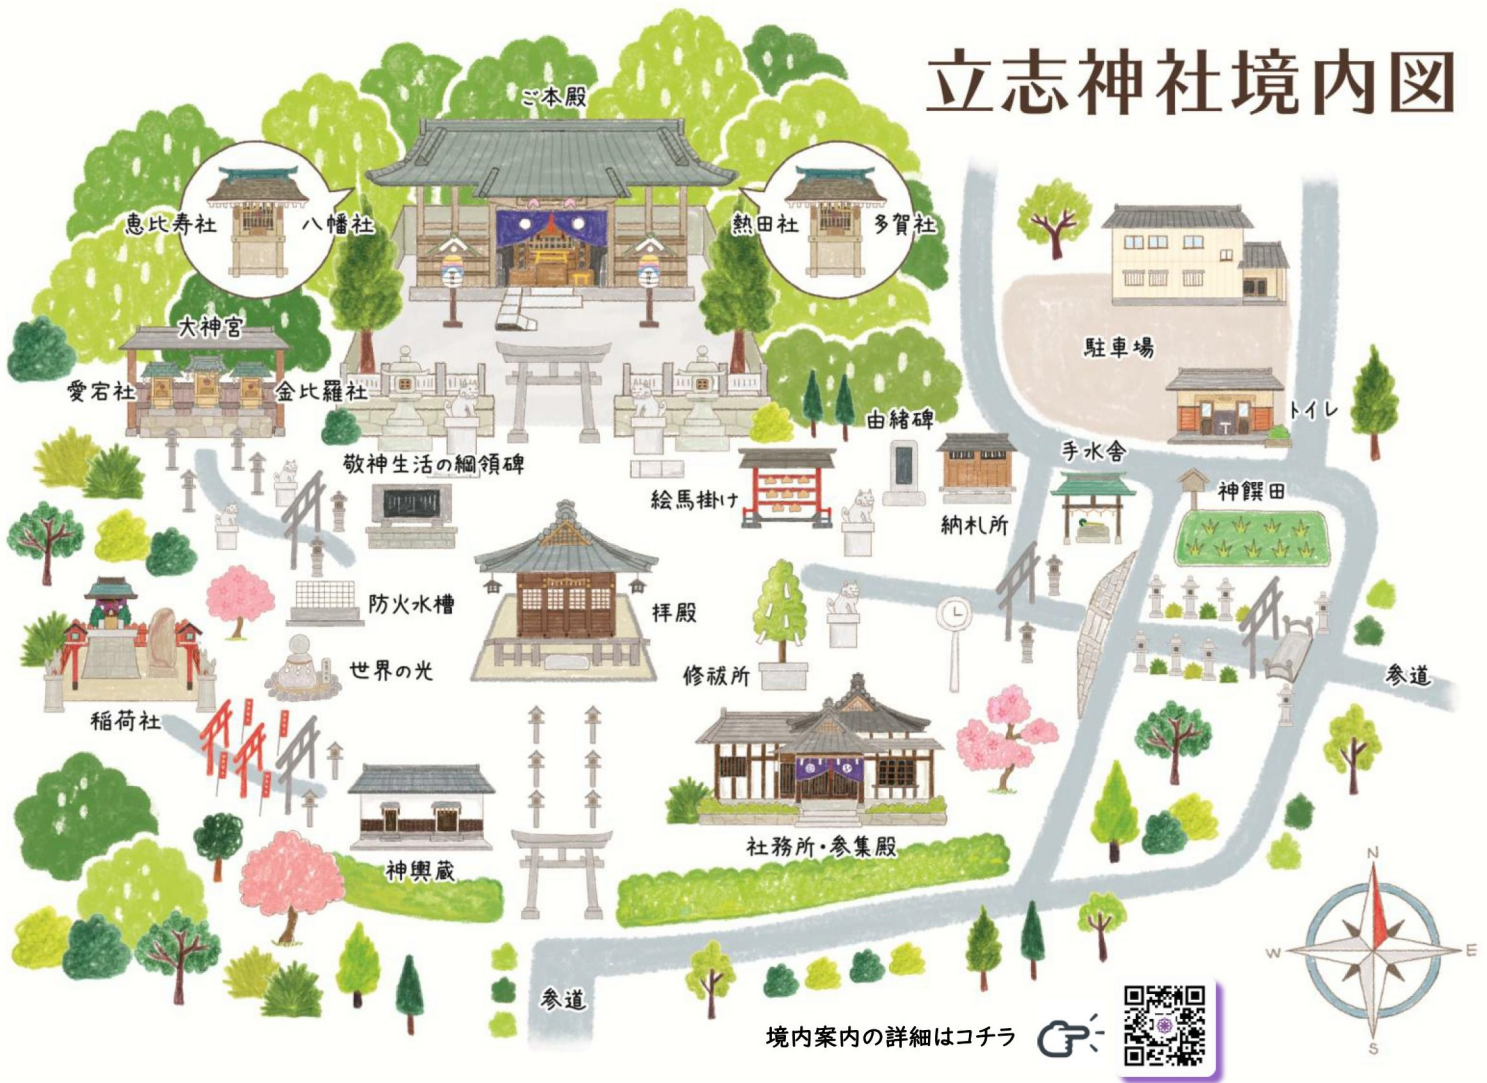 立志神社境内図
ご本殿
恵比寿社
八幡社
熱田社
多賀社
大神宮
愛宕社
金比羅社
駐車場
トイレ
由緒碑
手水舎
敬神生活の綱領碑
絵馬掛け
納札所
神饌田
防火水槽
拝殿
世界の光
修祓所
参道
稲荷社
社務所・参集殿
神輿蔵
参道
境内案内の詳細はコチラ
N
W
E
S